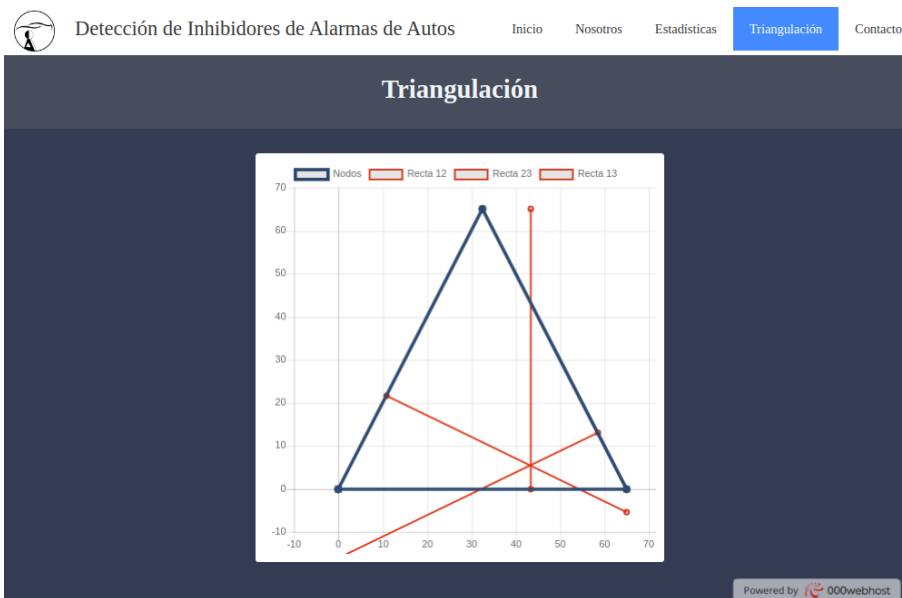 Detección de Inhibidores de Alarmas de Autos Inicio Nosotros Estadísticas Triangulación Contacto
Triangulación
Nodos Recta 12 Recta 23 Recta 13
70
60
50
40
30
20
10
0
-10
-10 0 10 20 30 40 50 60 70
Powered by 000webhost